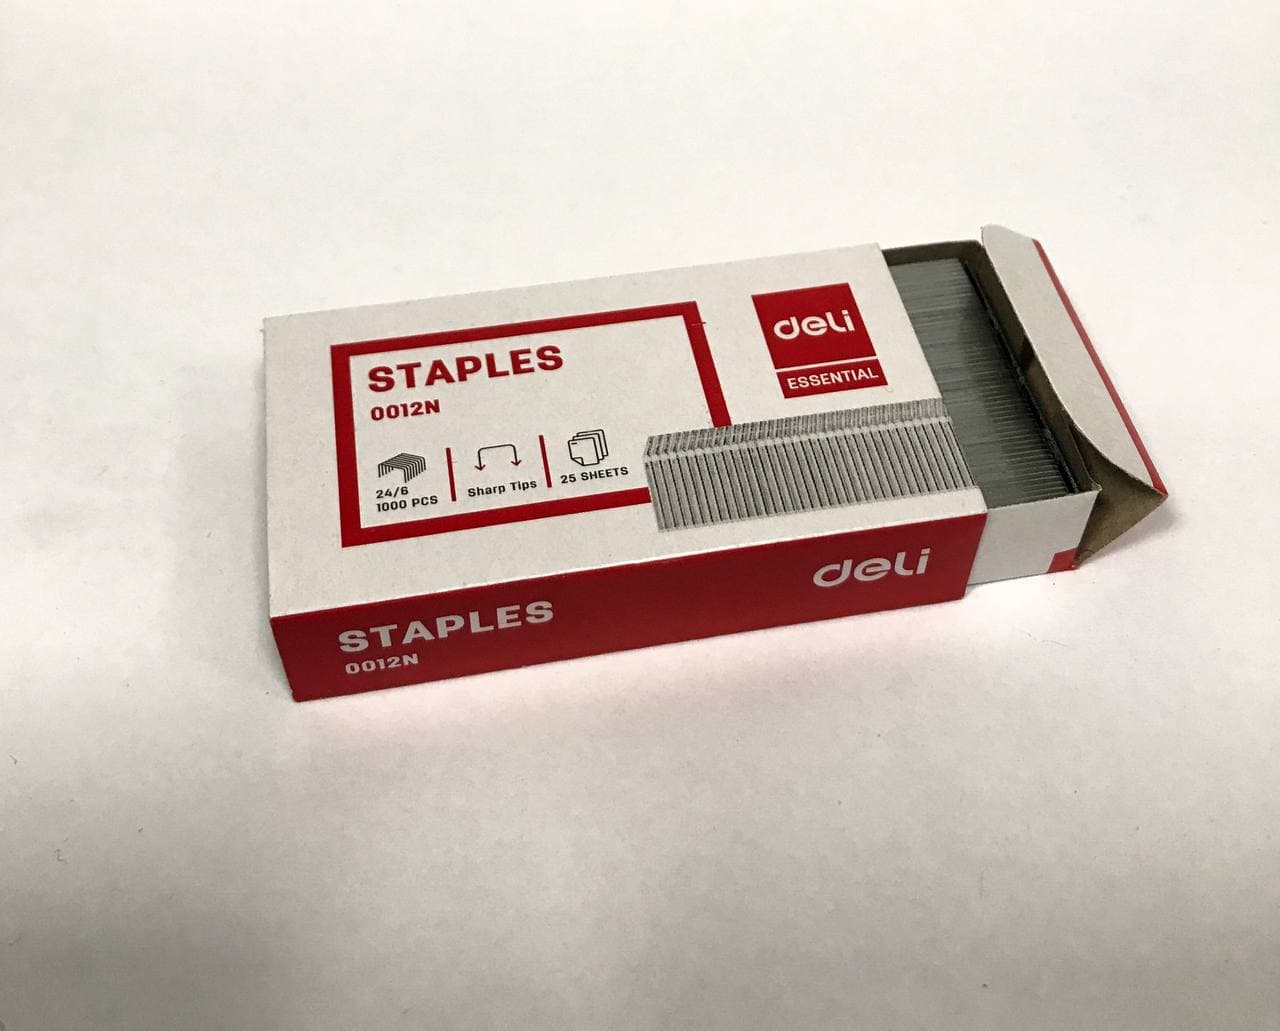 STAPLES
0012N
24/6
1000 PCS
Sharp Tips
25 SHEETS
deli
ESSENTIAL
STAPLES
0012N
deli